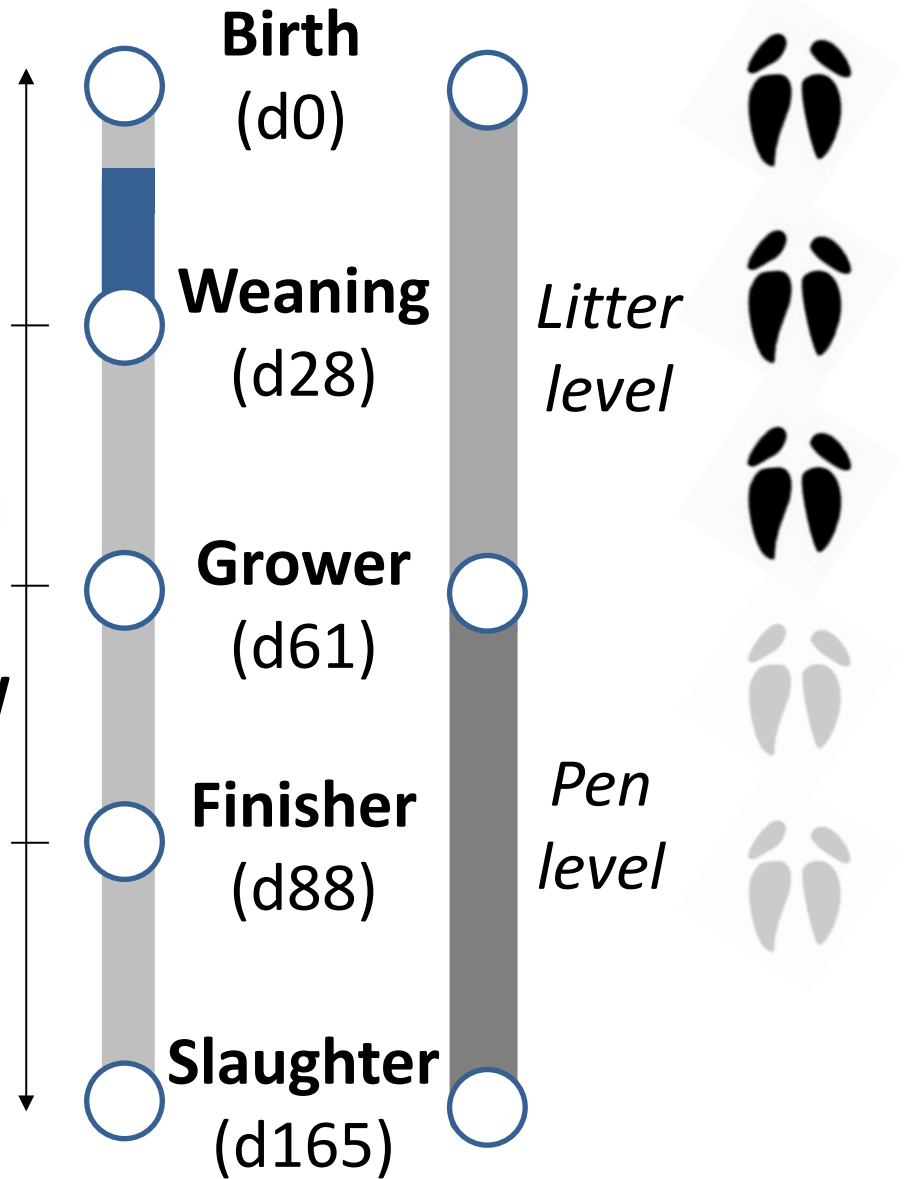 Birth
(d0)
Weaning
(d28)
Litter
level
Grower
(d61)
Finisher
(d88)
Pen
level
Slaughter
(d165)